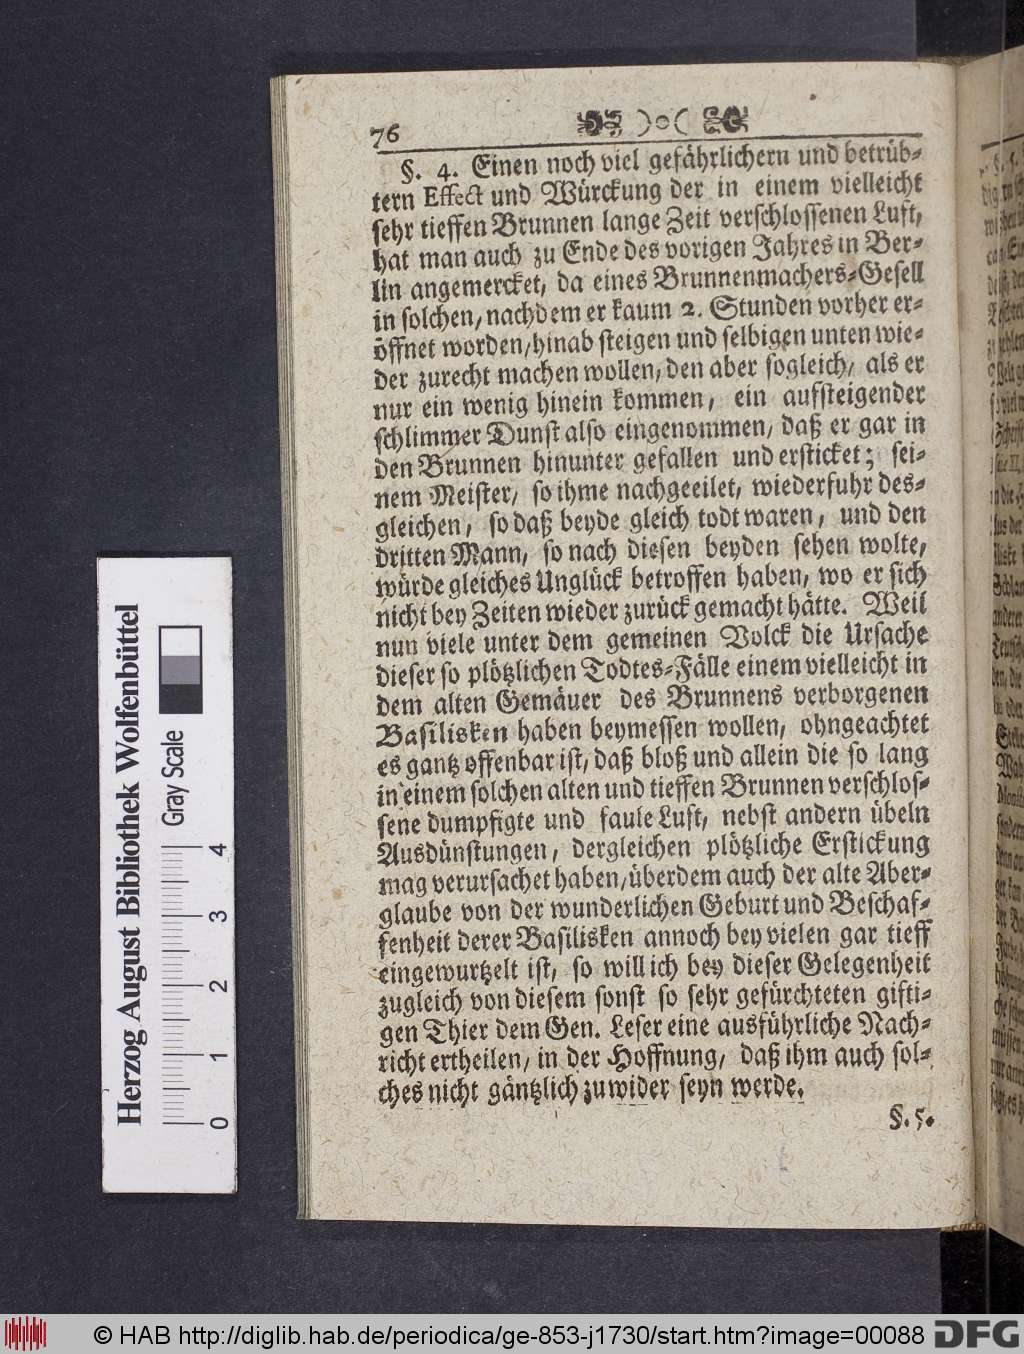 76
§. 4. Einen noch viel gefährlichern und betrüb-
tern Effect und Würckung der in einem vielleicht
sehr tieffen Brunnen lange Zeit verschlossenen Luft,
hat man auch zu Ende des vorigen Jahres in Ber-
lin angemercket, da eines Brunnenmachers-Gesell
in solchen, nachdem er kaum 2. Stunden vorher er-
öffnet worden, hinab steigen und selbigen unten wie-
der zurecht machen wollen, den aber sogleich, als er
nur ein wenig hinein kommen, ein aufsteigender
schlimmer Dunst also eingenommen, daß er gar in
den Brunnen hinunter gefallen und ersticket; sei-
nem Meister, so ihme nachgeeilet, wiederfuhr des-
gleichen, so daß beyde gleich todt waren, und den
dritten Mann, so nach diesen beyden sehen wolte,
würde gleiches Unglück betroffen haben, wo er sich
nicht bey Zeiten wieder zurück gemacht hätte. Weil
nun viele unter dem gemeinen Volck die Ursache
dieser so plötzlichen Todtes-Fälle einem vielleicht in
dem alten Gemäuer des Brunnens verborgenen
Basilisken haben beymessen wollen, ohngeachtet
es gantz offenbar ist, daß bloß und allein die so lang
in einem solchen alten und tieffen Brunnen verschlos-
sene dumpfigte und faule Luft, nebst andern übeln
Ausdünstungen, dergleichen plötzliche Erstickung
mag verursachet haben, überdem auch der alte Aber-
glaube von der wunderlichen Geburt und Beschaf-
fenheit derer Basilisken annoch bey vielen gar tieff
eingewurtzelt ist, so will ich bey dieser Gelegenheit
zugleich von diesem sonst so sehr gefürchteten gifti-
gen Thier dem Gen. Leser eine ausführliche Nach-
richt ertheilen, in der Hoffnung, daß ihm auch sol-
ches nicht gäntzlich zuwider seyn werde.
§. 5.
Herzog August Bibliothek Wolfenbüttel
Gray Scale
0 1 2 3 4
© HAB http://diglib.hab.de/periodica/ge-853-j1730/start.htm?image=00088
DFG